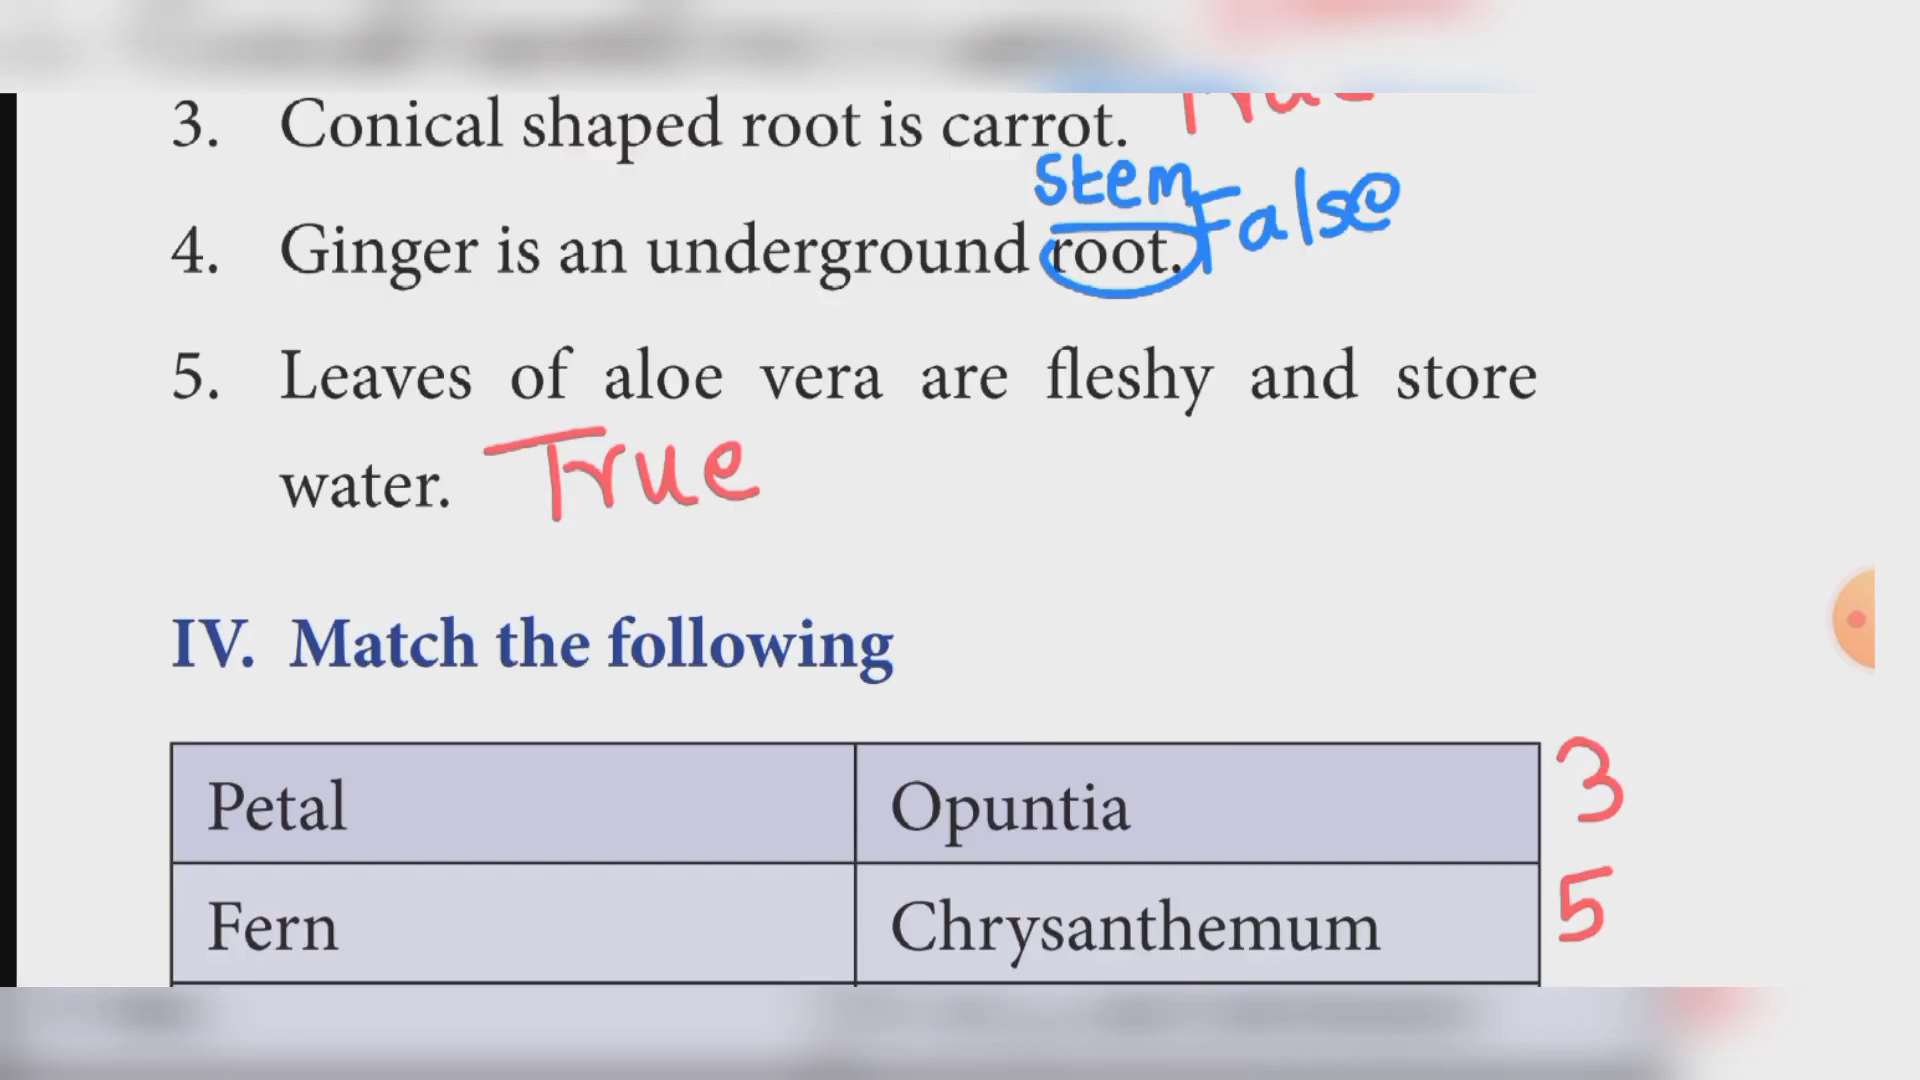 3. Conical shaped root is carrot. True
stem
4. Ginger is an underground root. False
5. Leaves of aloe vera are fleshy and store
water. True
IV. Match the following
Petal Opuntia 3
Fern Chrysanthemum 5